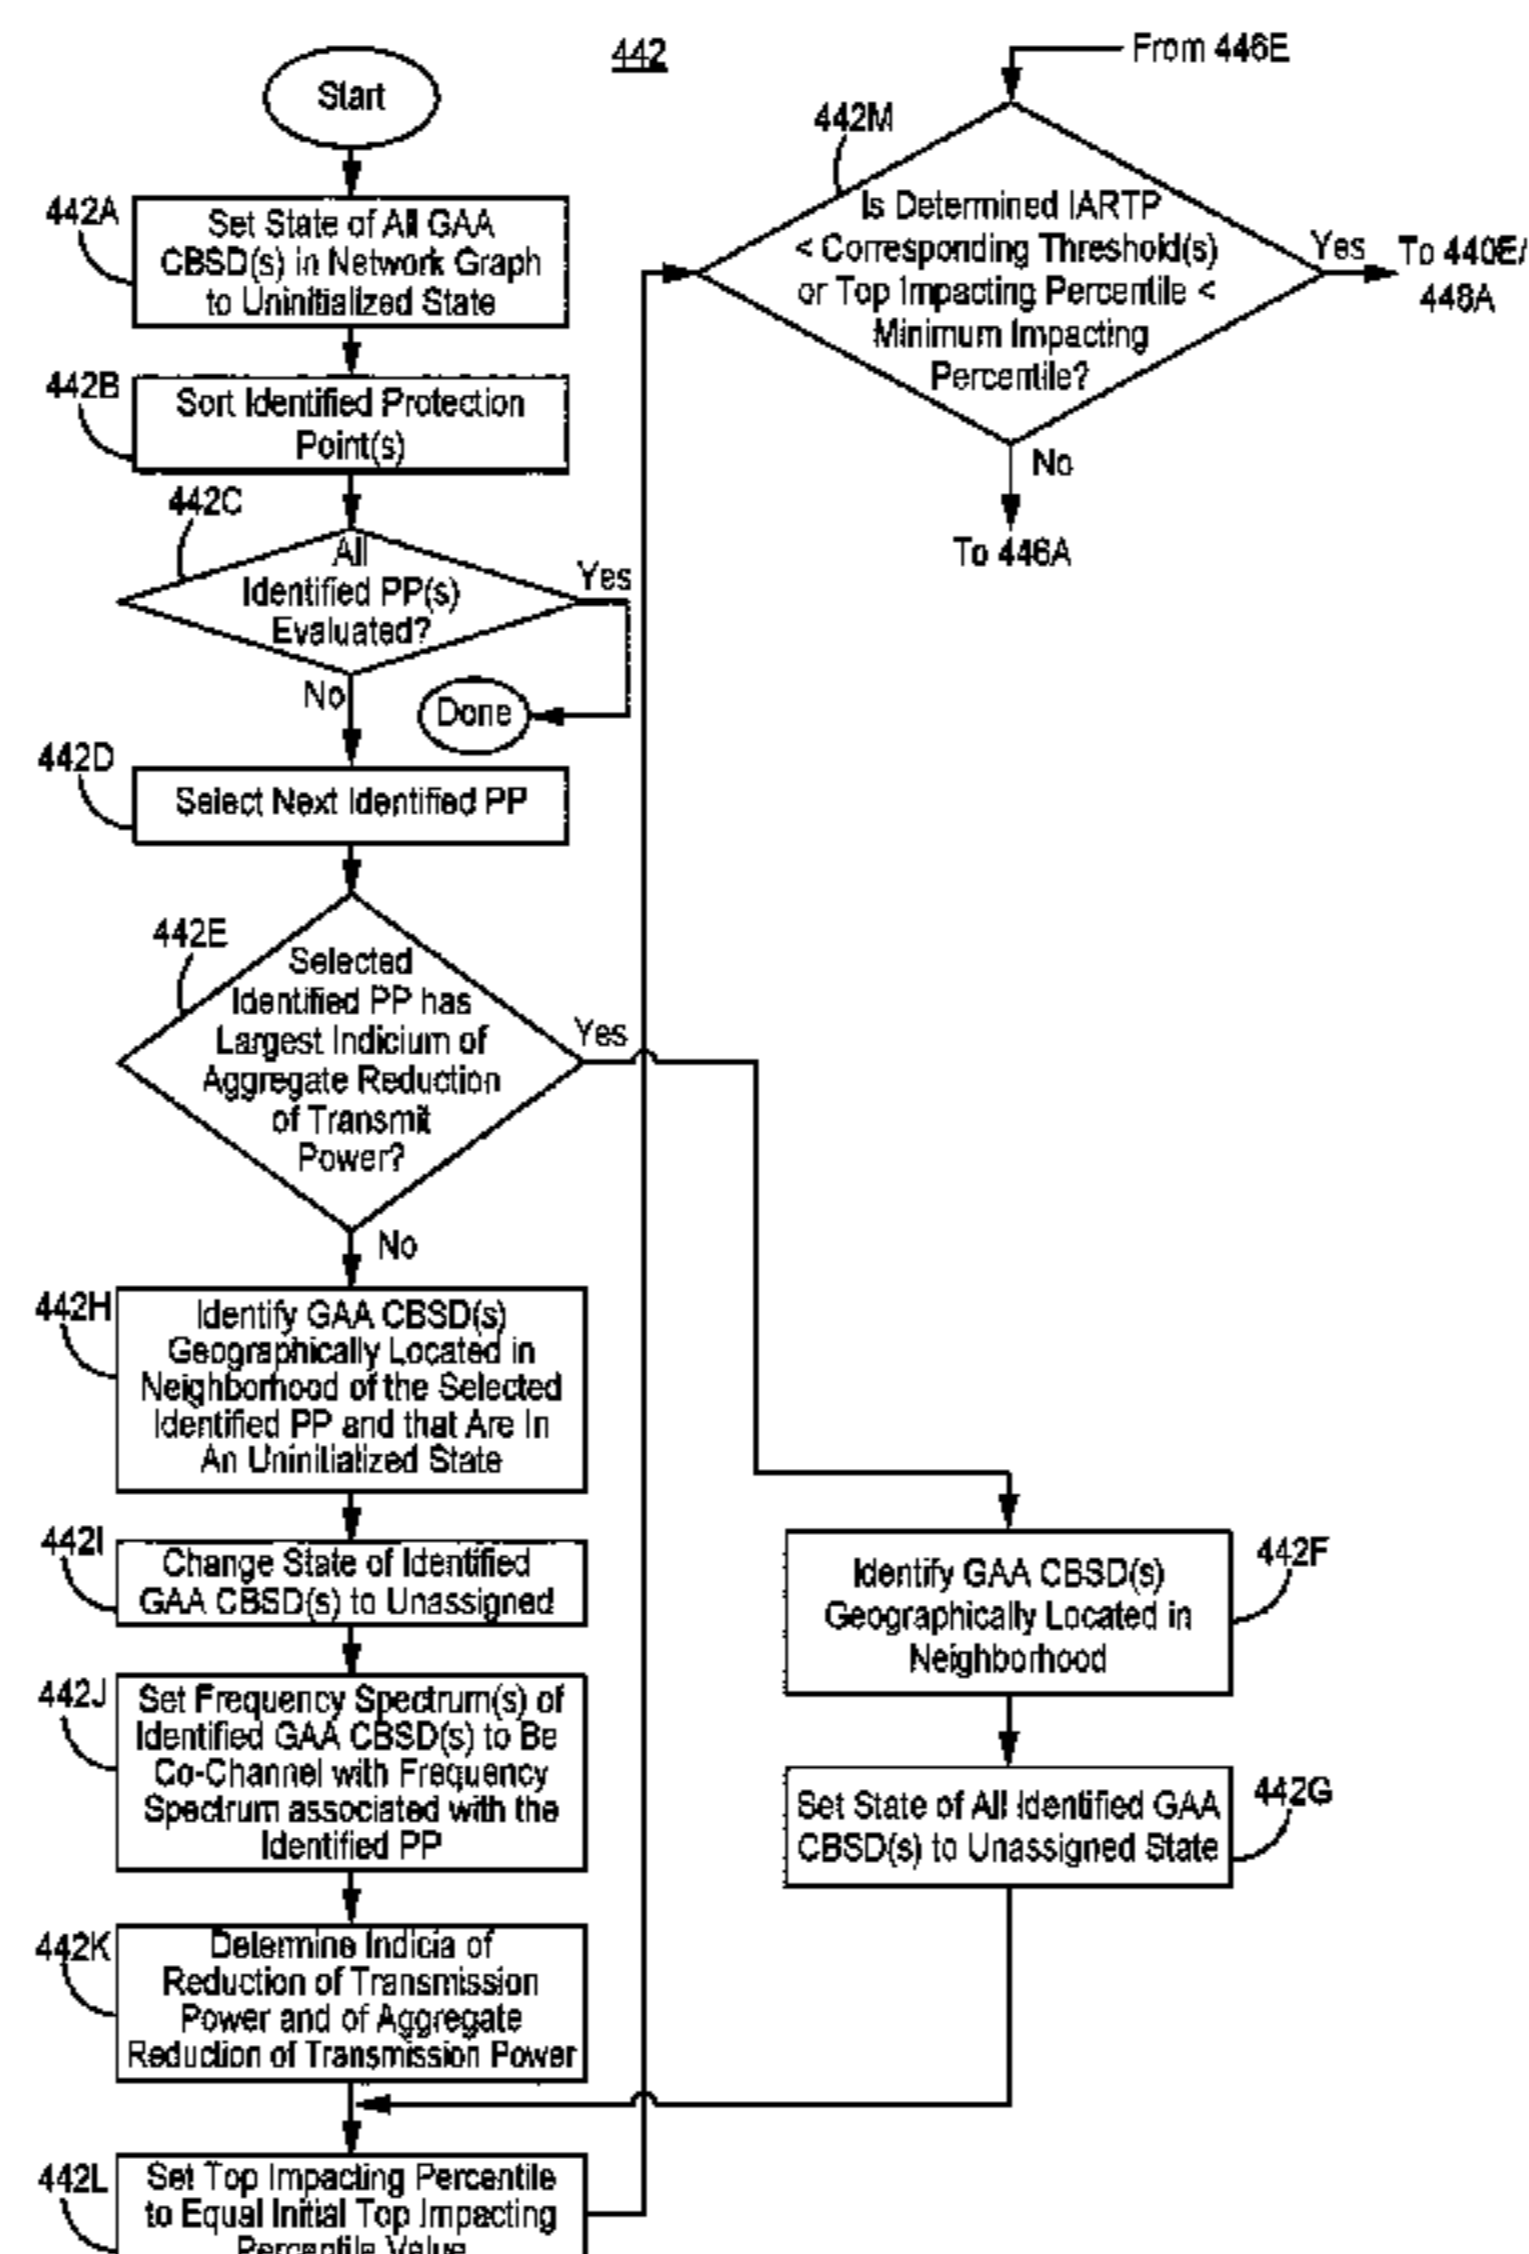 442
Start
442A
Set State of All GAA
CBSD(s) in Network Graph
to Uninitialized State
442B
Sort Identified Protection
Point(s)
442C
All
Identified PP(s)
Evaluated?
Yes
No
Done
442D
Select Next Identified PP
442E
Selected
Identified PP has
Largest Indicium of
Aggregate Reduction
of Transmit
Power?
Yes
No
442H
Identify GAA CBSD(s)
Geographically Located in
Neighborhood of the Selected
Identified PP and that Are In
An Uninitialized State
442I
Change State of Identified
GAA CBSD(s) to Unassigned
442J
Set Frequency Spectrum(s) of
Identified GAA CBSD(s) to Be
Co-Channel with Frequency
Spectrum associated with the
Identified PP
442K
Determine Indicia of
Reduction of Transmission
Power and of Aggregate
Reduction of Transmission Power
442L
Set Top Impacting Percentile
to Equal Initial Top Impacting
Percentile Value
From 446E
442M
Is Determined IARTP
< Corresponding Threshold(s)
or Top Impacting Percentile <
Minimum Impacting
Percentile?
Yes
To 440E/
448A
No
To 446A
442F
Identify GAA CBSD(s)
Geographically Located in
Neighborhood
442G
Set State of All Identified GAA
CBSD(s) to Unassigned State